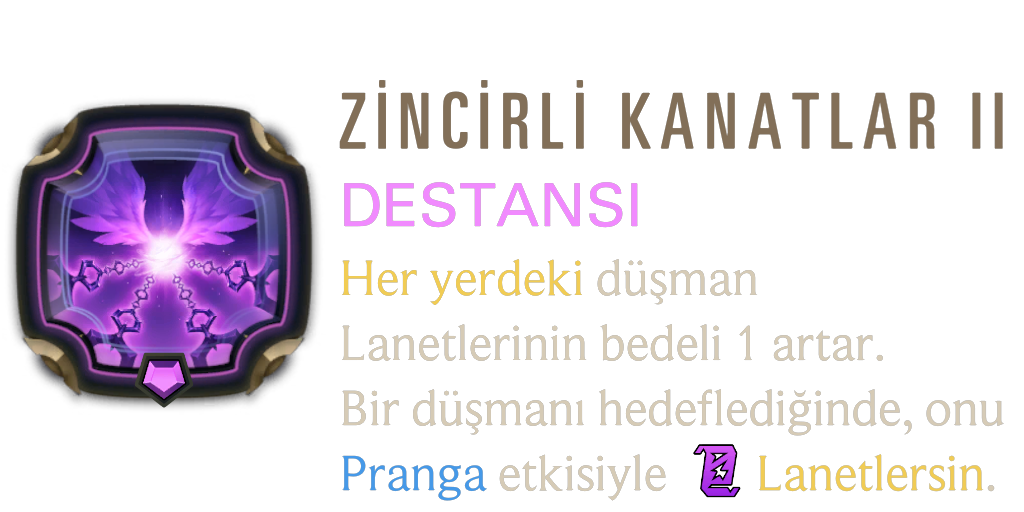 ZİNCİRLİ KANATLAR II
DESTANSI
Her yerdeki düşman
Lanetlerinin bedeli 1 artar.
Bir düşmanı hedeflediğinde, onu
Pranga etkisiyle Lanetlersin.